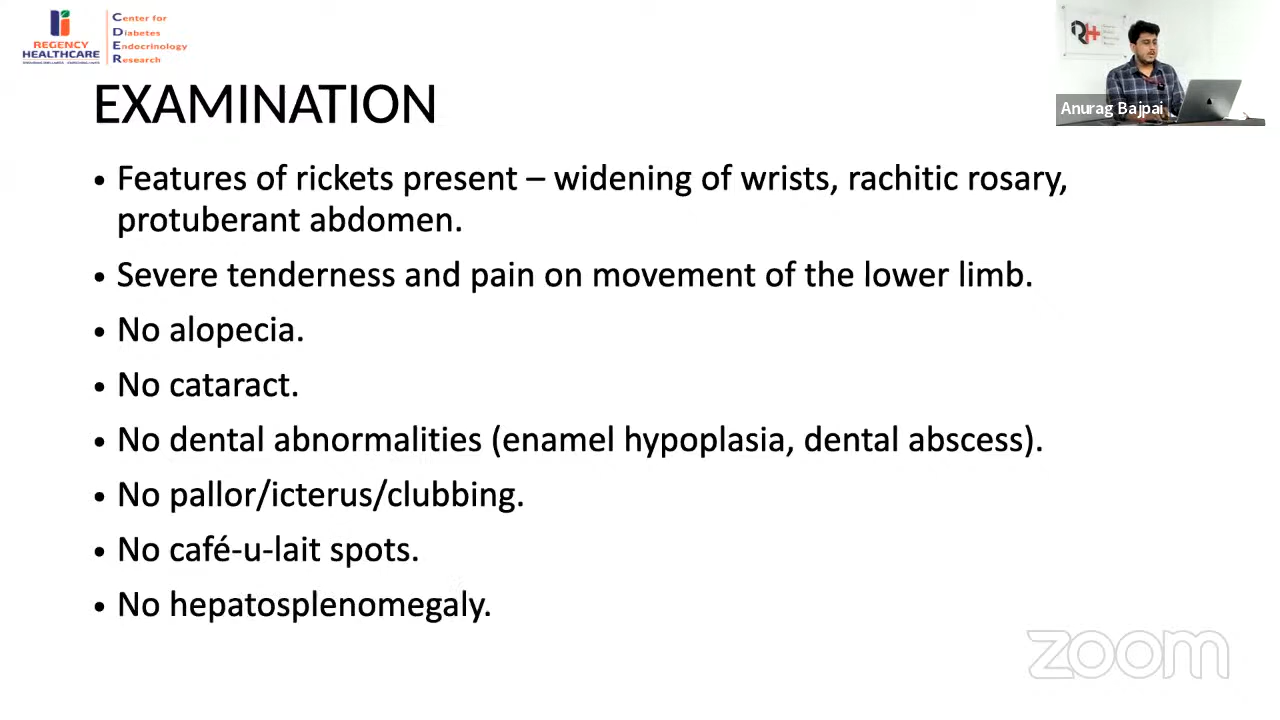 REGENCY
HEALTHCARE
Center for
Diabetes
Endocrinology
Research
EXAMINATION
Anurag Bajpai
• Features of rickets present – widening of wrists, rachitic rosary,
protuberant abdomen.
• Severe tenderness and pain on movement of the lower limb.
• No alopecia.
• No cataract.
• No dental abnormalities (enamel hypoplasia, dental abscess).
• No pallor/icterus/clubbing.
• No café-u-lait spots.
• No hepatosplenomegaly.
zoom